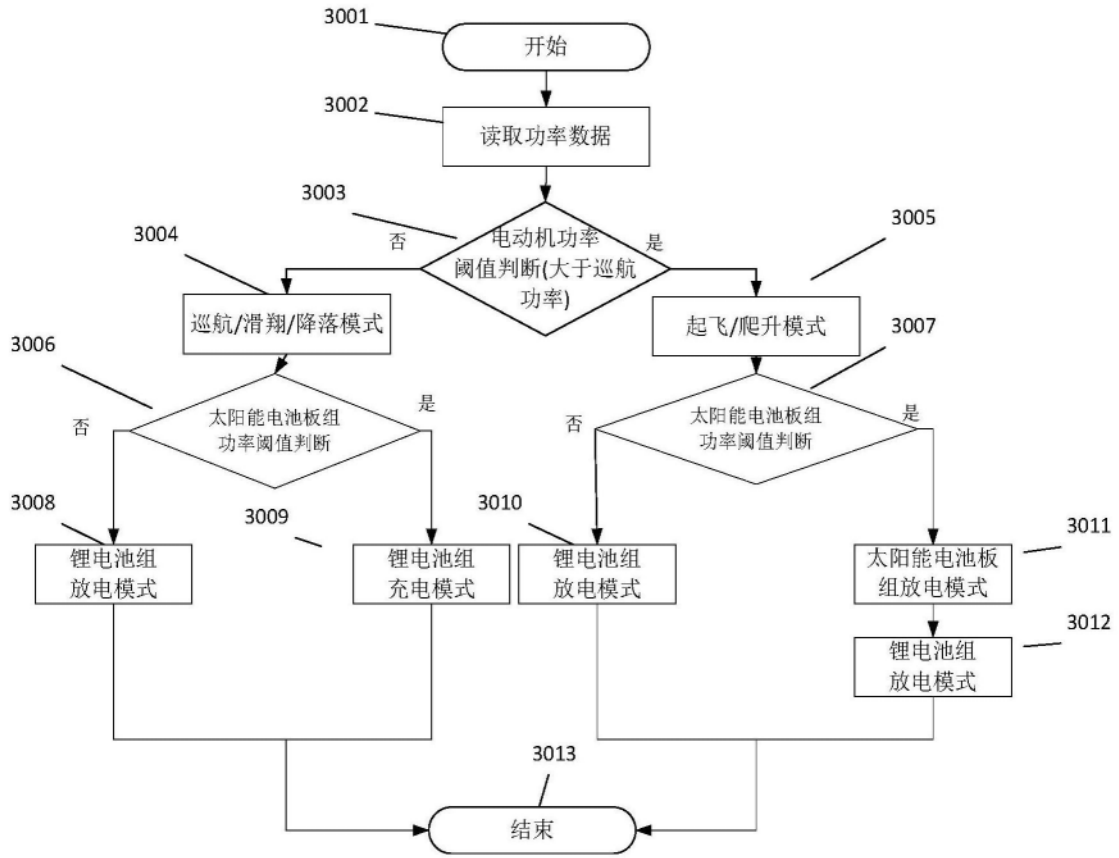 3001
开始
3002
读取功率数据
3003
电动机功率
阈值判断(大于巡航
功率)
否
是
3004
巡航/滑翔/降落模式
3005
起飞/爬升模式
3006
太阳能电池板组
功率阈值判断
否
是
3007
太阳能电池板组
功率阈值判断
否
是
3008
锂电池组
放电模式
3009
锂电池组
充电模式
3010
锂电池组
放电模式
3011
太阳能电池板
组放电模式
3012
锂电池组
放电模式
3013
结束